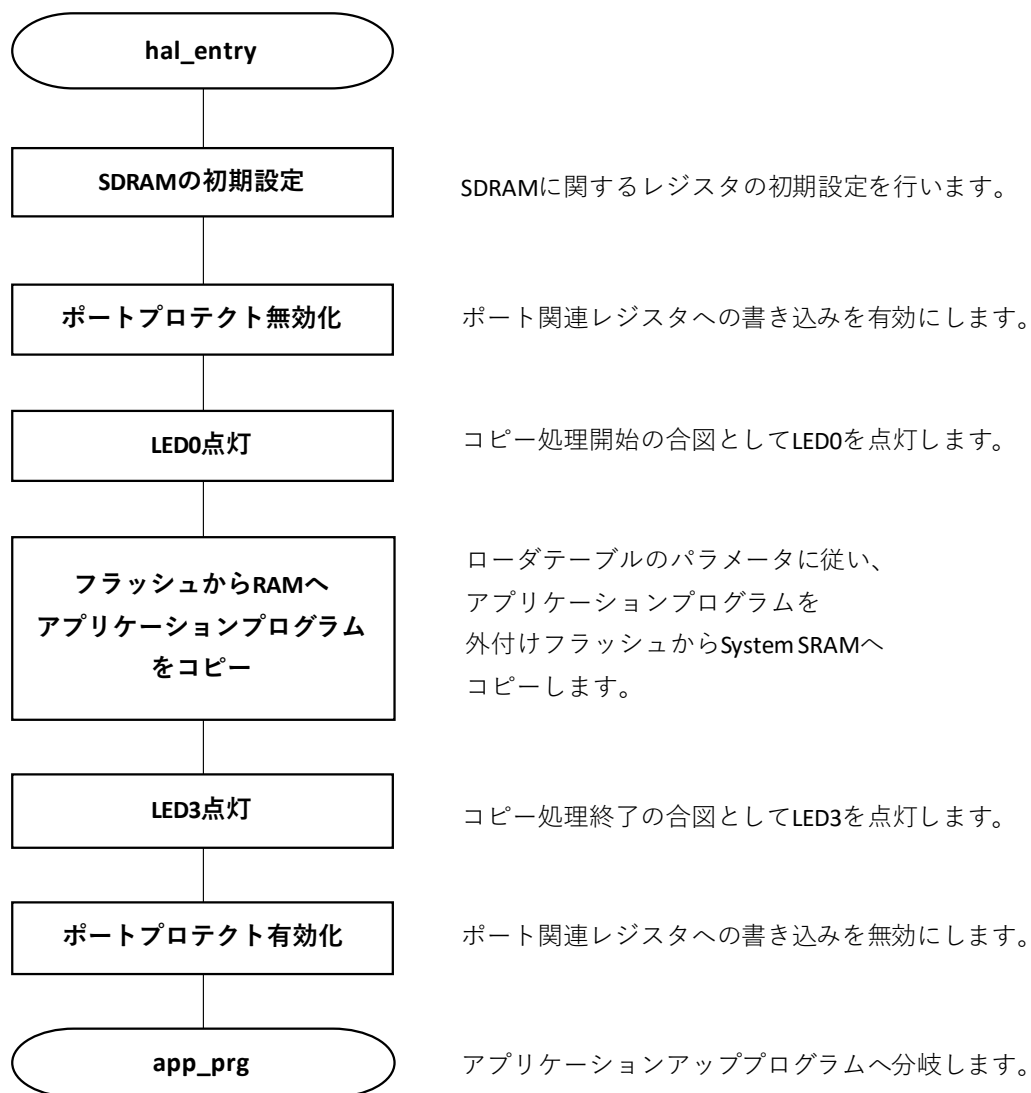 hal_entry
SDRAMの初期設定
SDRAMに関するレジスタの初期設定を行います。
ポートプロテクト無効化
ポート関連レジスタへの書き込みを有効にします。
LED0点灯
コピー処理開始の合図としてLED0を点灯します。
フラッシュからRAMへ
アプリケーションプログラム
をコピー
ローダテーブルのパラメータに従い、
アプリケーションプログラムを
外付けフラッシュからSystem SRAMへ
コピーします。
LED3点灯
コピー処理終了の合図としてLED3を点灯します。
ポートプロテクト有効化
ポート関連レジスタへの書き込みを無効にします。
app_prg
アプリケーションアッププログラムへ分岐します。